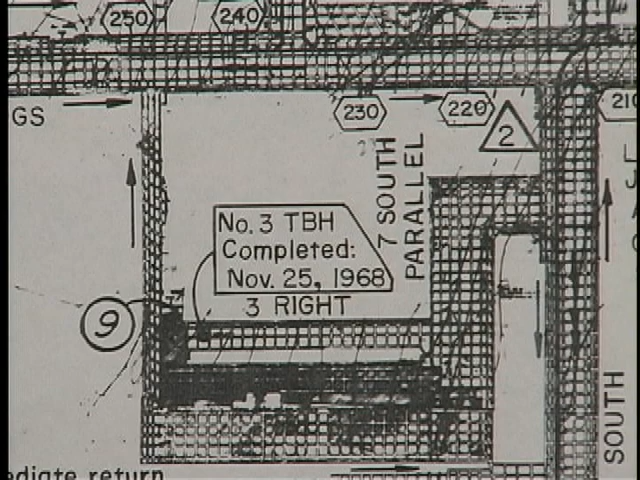 250
240
GS
230
220
210
2
7 SOUTH
PARALLEL
No. 3 TBH
Completed:
Nov. 25, 1968
3 RIGHT
9
SOUTH
ediate return